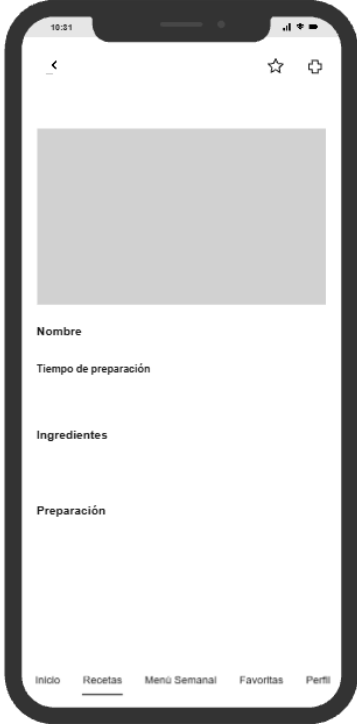 10:31
Nombre
Tiempo de preparación
Ingredientes
Preparación
Inicio Recetas Menú Semanal Favoritas Perfil